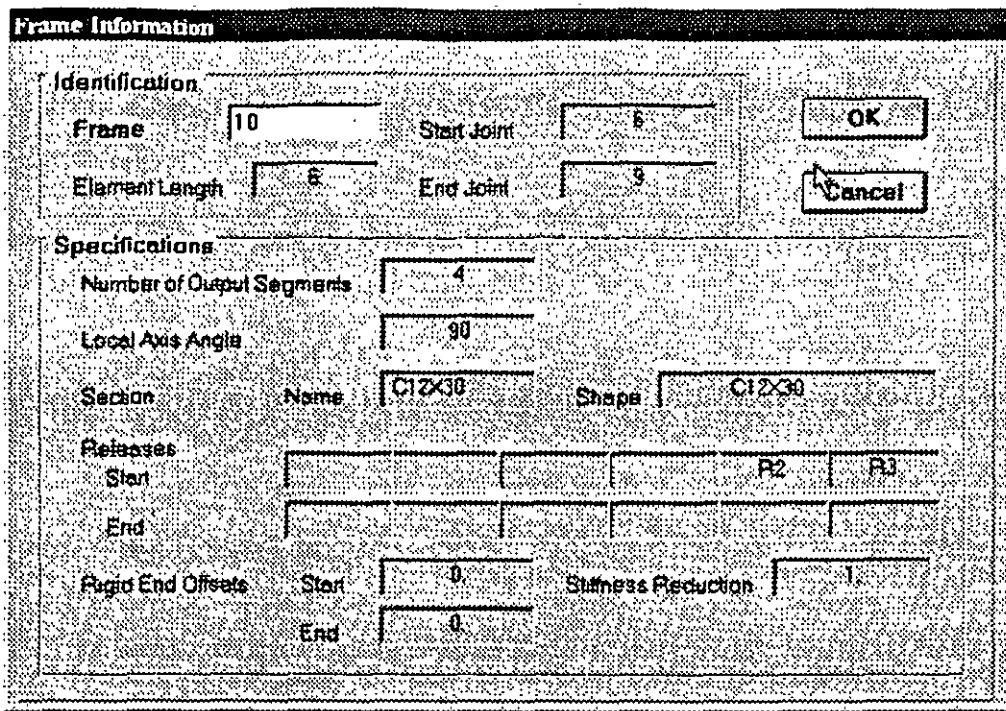 Frame Information
Identification
Frame 10 Start Joint 6 OK
Element Length 6 End Joint 9 Cancel
Specifications
Number of Output Segments 4
Local Axis Angle 90
Section Name C12X30 Shape C12X30
Releases
Start R2 R3
End
Rigid End Offsets Start 0. Stiffness Reduction 1.
End 0.